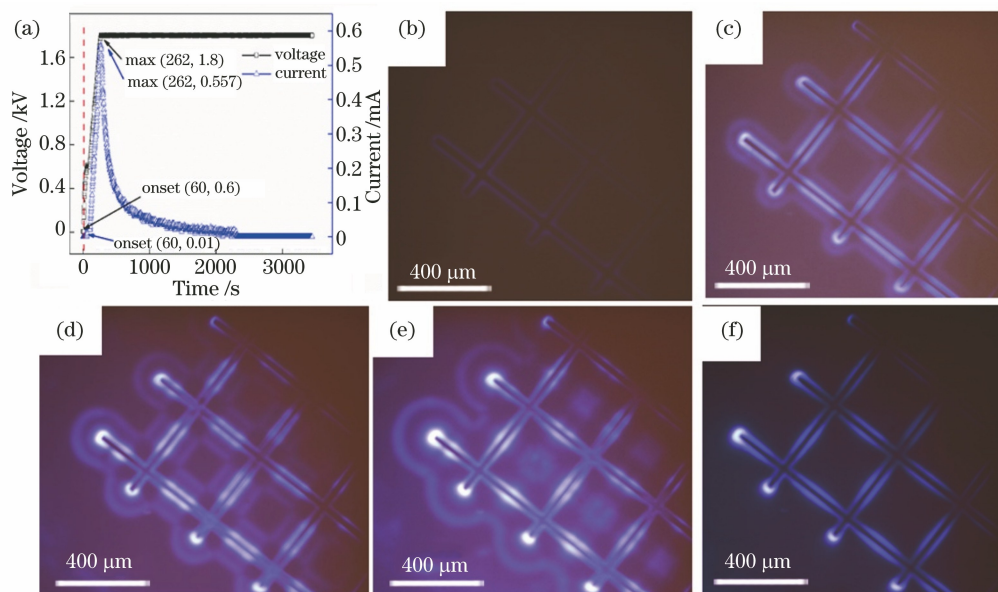 (a)
Voltage /kV
1.6
1.2
0.8
0.4
0
0.6
0.5
0.4
0.3
0.2
0.1
0
Current /mA
voltage
current
max (262, 1.8)
max (262, 0.557)
onset (60, 0.6)
onset (60, 0.01)
0 1000 2000 3000
Time /s
(b)
400 μm
(c)
400 μm
(d)
400 μm
(e)
400 μm
(f)
400 μm